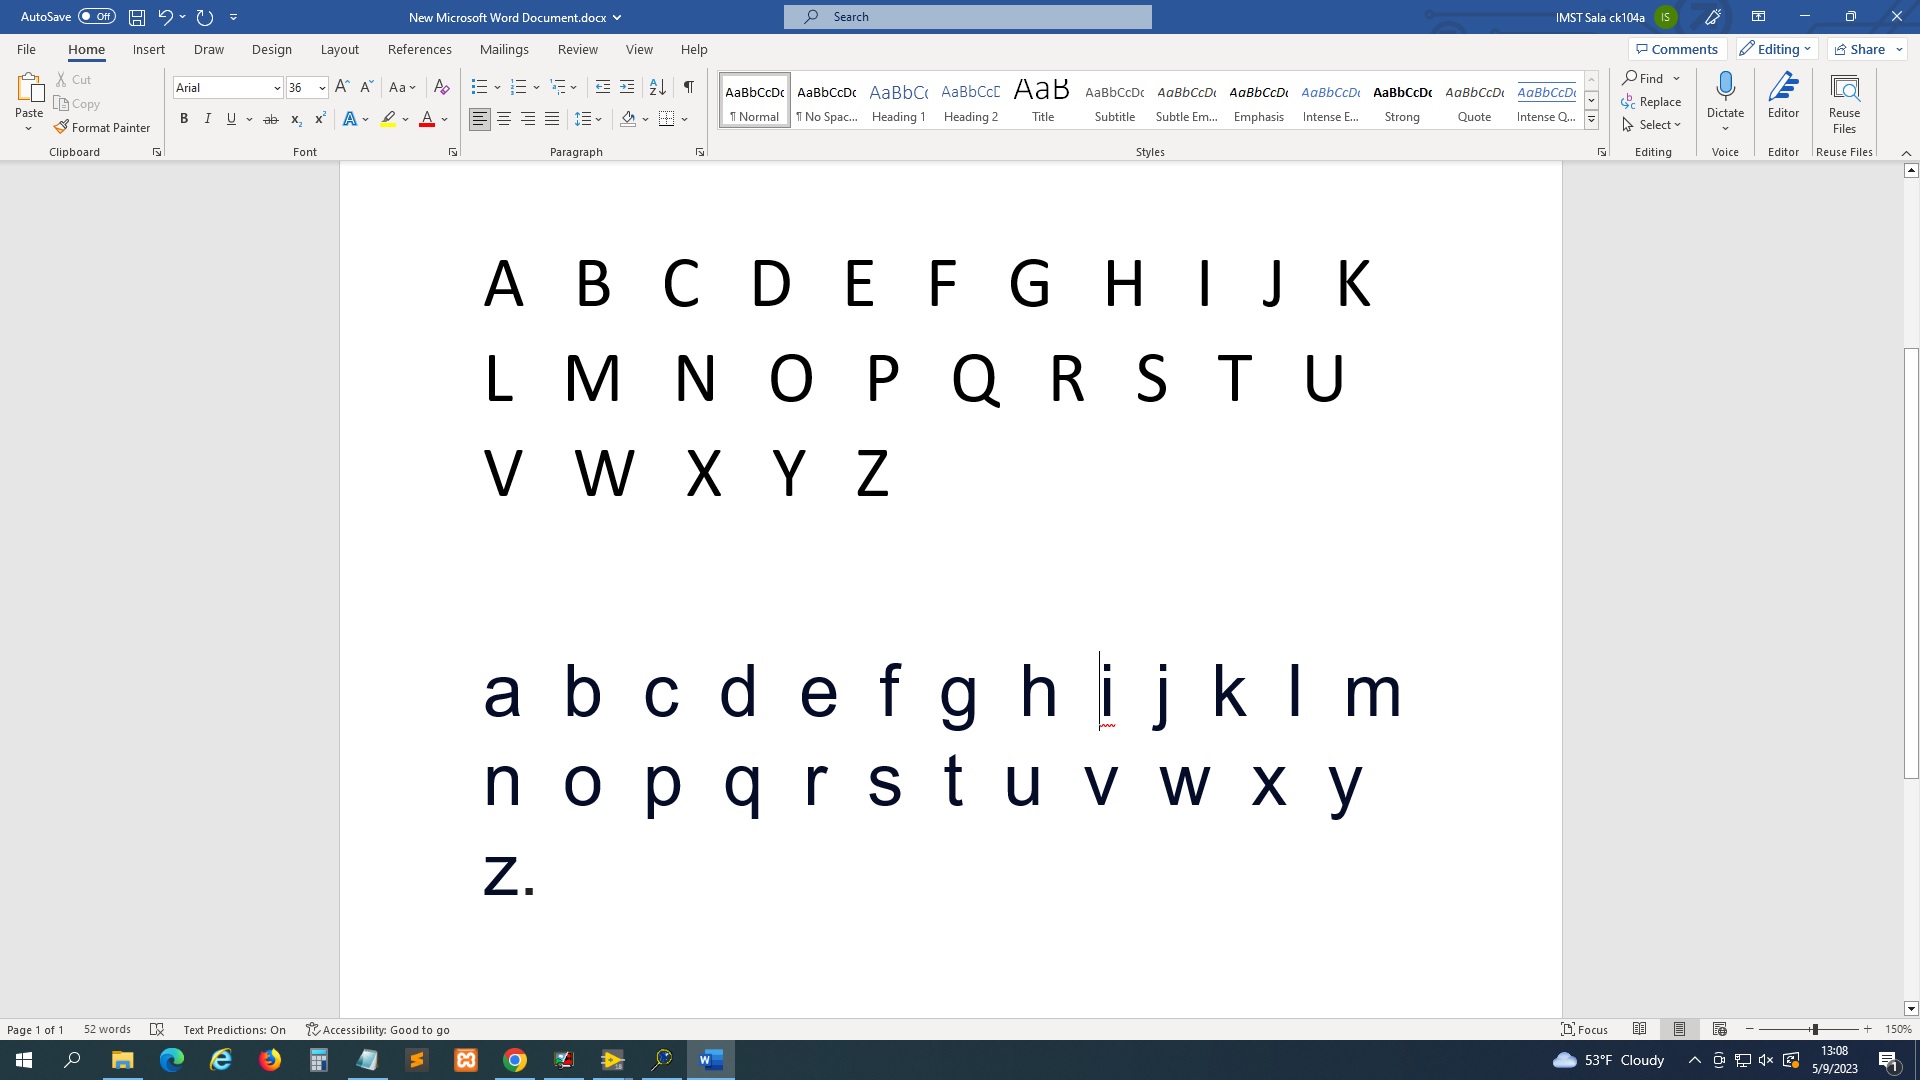 AutoSave Off New Microsoft Word Document.docx Search IMST Sala ck104a IS
File Home Insert Draw Design Layout References Mailings Review View Help Comments Editing Share
Paste Cut Copy Format Painter
Clipboard
Arial 36
Font
Paragraph
AaBbCcDc AaBbCcDc AaBbCc AaBbCcD AaB AaBbCcDc AaBbCcDc AaBbCcDc AaBbCcDc AaBbCcDc AaBbCcDc AaBbCcDc
¶ Normal ¶ No Spac... Heading 1 Heading 2 Title Subtitle Subtle Em... Emphasis Intense E... Strong Quote Intense Q...
Styles
Find
Replace
Select
Editing
Dictate
Voice
Editor
Editor
Reuse
Files
Reuse Files
A B C D E F G H I J K
L M N O P Q R S T U
V W X Y Z
a b c d e f g h i j k l m
n o p q r s t u v w x y
z.
Page 1 of 1 52 words Text Predictions: On Accessibility: Good to go Focus 150%
53°F Cloudy 13:08
5/9/2023 1